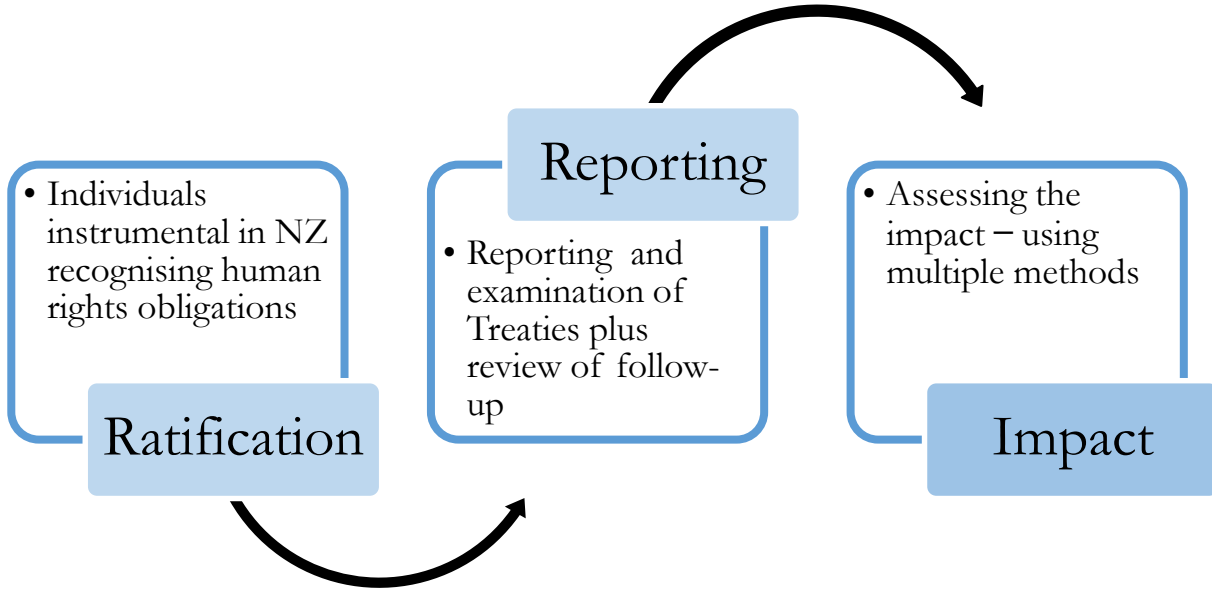 • Individuals
instrumental in NZ
recognising human
rights obligations
Ratification
Reporting
• Reporting and
examination of
Treaties plus
review of follow-
up
• Assessing the
impact – using
multiple methods
Impact